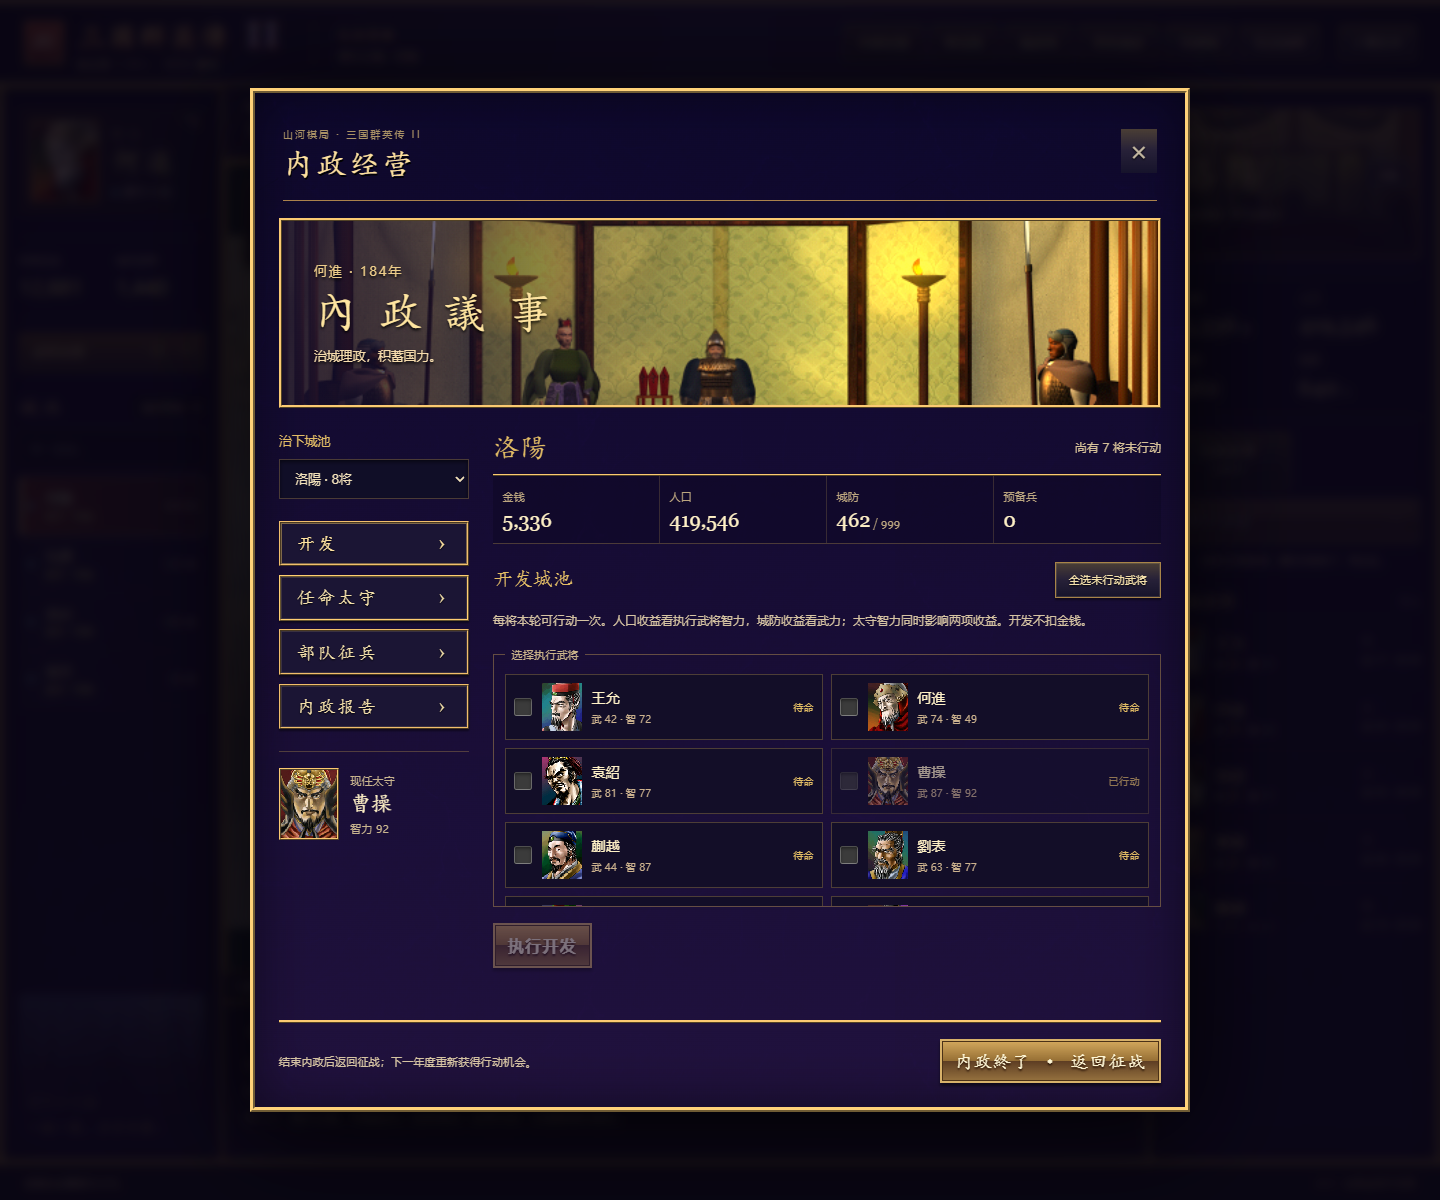 山河棋局 · 三国群英传 II
内政经营
×
何進 · 184年
內政議事
治城理政，积蓄国力。
治下城池
洛陽 · 8将
开发 ›
任命太守 ›
部队征兵 ›
内政报告 ›
现任太守
曹操
智力 92
洛陽
尚有 7 将未行动
金钱
5,336
人口
419,546
城防
462 / 999
预备兵
0
开发城池
全选未行动武将
每将本轮可行动一次。人口收益看执行武将智力，城防收益看武力；太守智力同时影响两项收益。开发不扣金钱。
选择执行武将
王允
武 42 · 智 72
待命
何進
武 74 · 智 49
待命
袁紹
武 81 · 智 77
待命
曹操
武 87 · 智 92
已行动
蒯越
武 44 · 智 87
待命
劉表
武 63 · 智 77
待命
执行开发
结束内政后返回征战；下一年度重新获得行动机会。
内政终了 • 返回征战